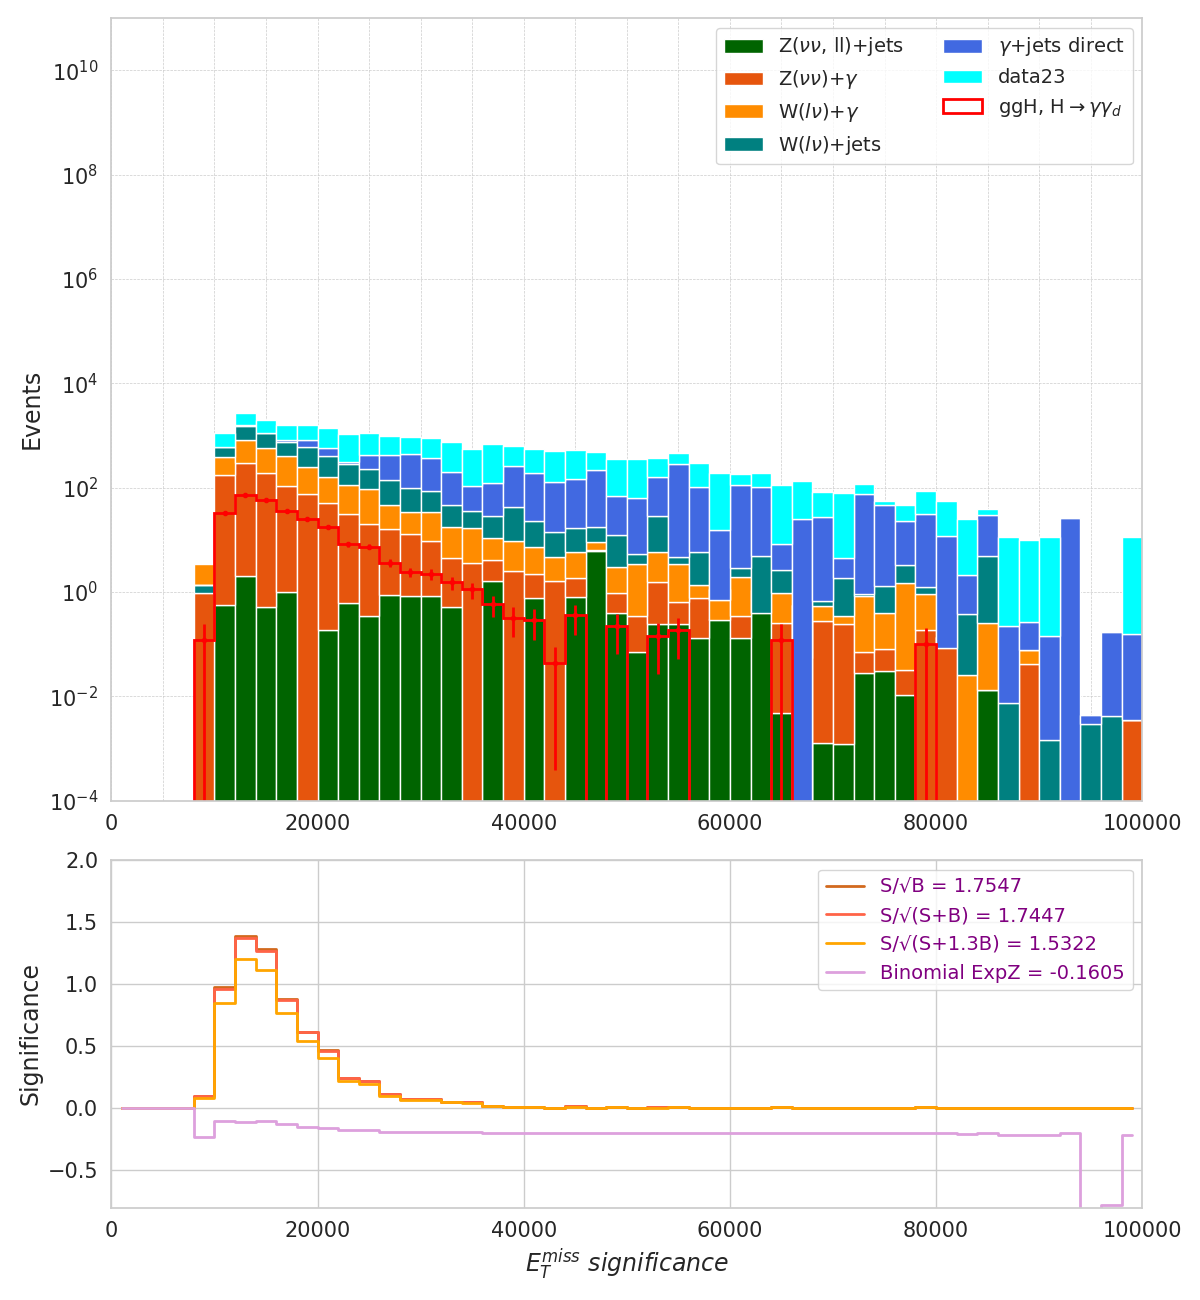 Z(νν, ll)+jets
Z(νν)+γ
W(lν)+γ
W(lν)+jets
γ+jets direct
data23
ggH, H→γγ_d
Events
10^10
10^8
10^6
10^4
10^2
10^0
10^−2
10^−4
0 20000 40000 60000 80000 100000
S/√B = 1.7547
S/√(S+B) = 1.7447
S/√(S+1.3B) = 1.5322
Binomial ExpZ = -0.1605
Significance
2.0
1.5
1.0
0.5
0.0
−0.5
0 20000 40000 60000 80000 100000
E_T^miss significance